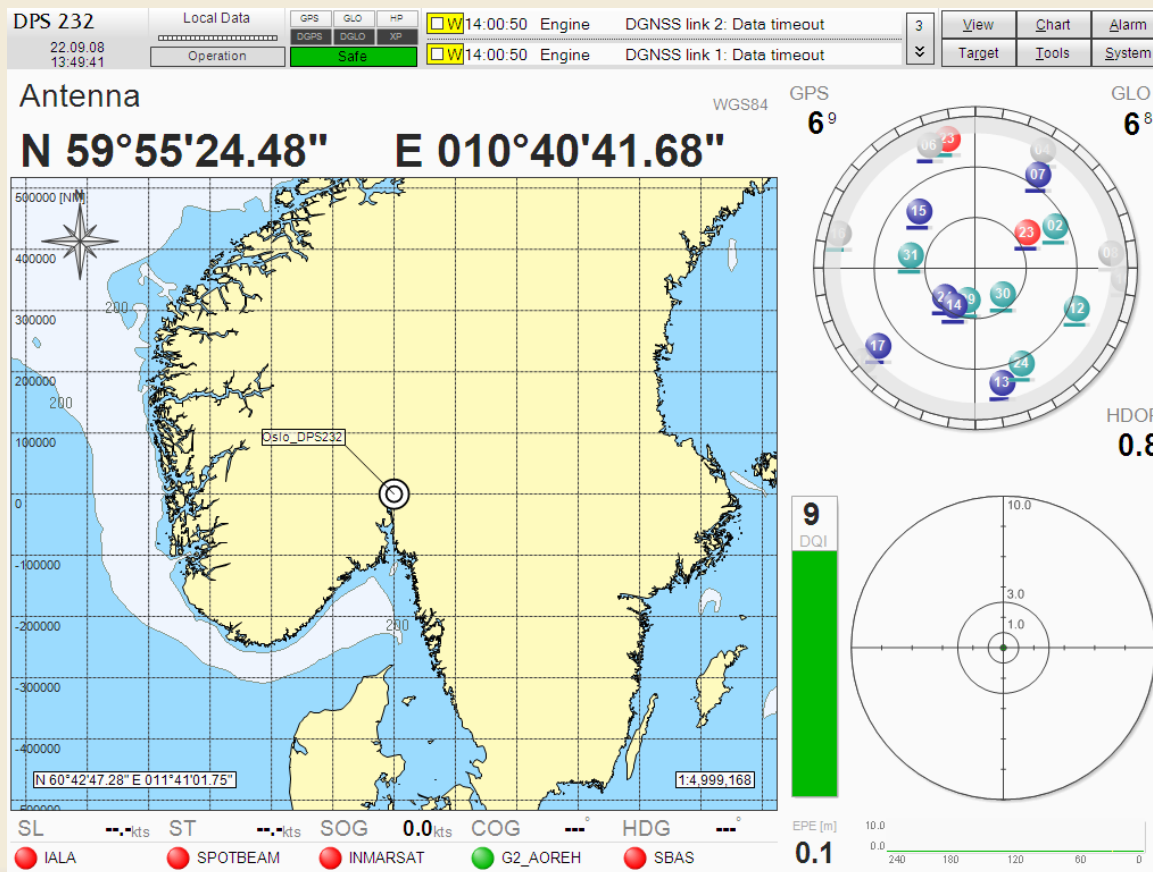 DPS 232
22.09.08
13:49:41
Local Data
Operation
GPS GLO HP
DGPS DGLO XP
Safe
W 14:00:50 Engine DGNSS link 2: Data timeout
W 14:00:50 Engine DGNSS link 1: Data timeout
3
View Chart Alarm
Target Tools System
Antenna
WGS84
N 59°55'24.48" E 010°40'41.68"
500000 [NM]
N
400000
300000
200000
100000
0
-100000
-200000
-300000
-400000
200
200
200
Oslo_DPS232
N 60°42'47.28" E 011°41'01.75"
1:4,999,168
GPS
6 9
GLO
6 8
06
23
04
07
15
23
02
31
08
30
14
12
17
24
13
0.8
9
DQI
10.0
3.0
1.0
SL --.-kts ST --.-kts SOG 0.0kts COG ---° HDG ---°
IALA SPOTBEAM INMARSAT G2_AOREH SBAS
EPE [m]
0.1
10.0
0.0
240 180 120 60 0